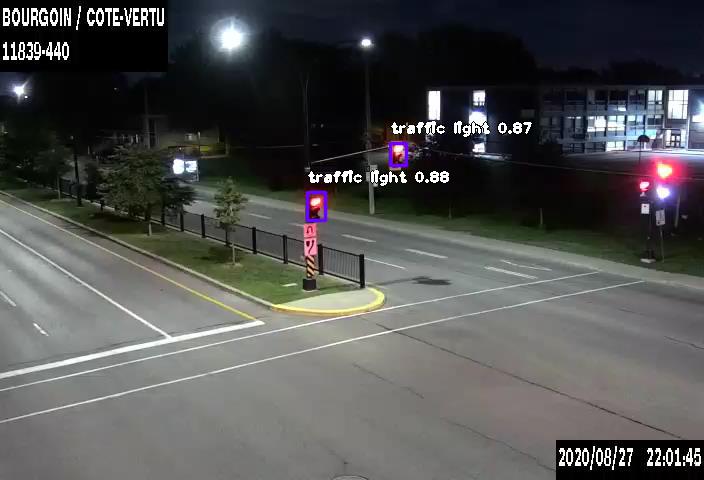 BOURGOIN / COTE-VERTU
11839-440
traffic light 0.87
traffic light 0.88
2020/08/27 22:01:45